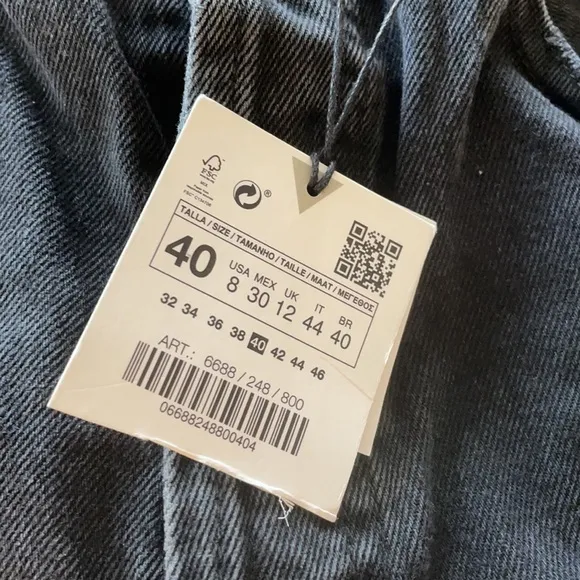 FSC
MIX
®
TALLA / SIZE / TAMANHO / TAILLE / MAAT / ΜΕΓΕΘΟΣ
40
USA MEX UK IT BR
8 30 12 44 40
32 34 36 38 40 42 44 46
ART.: 6688 / 248 / 800
06688248800404